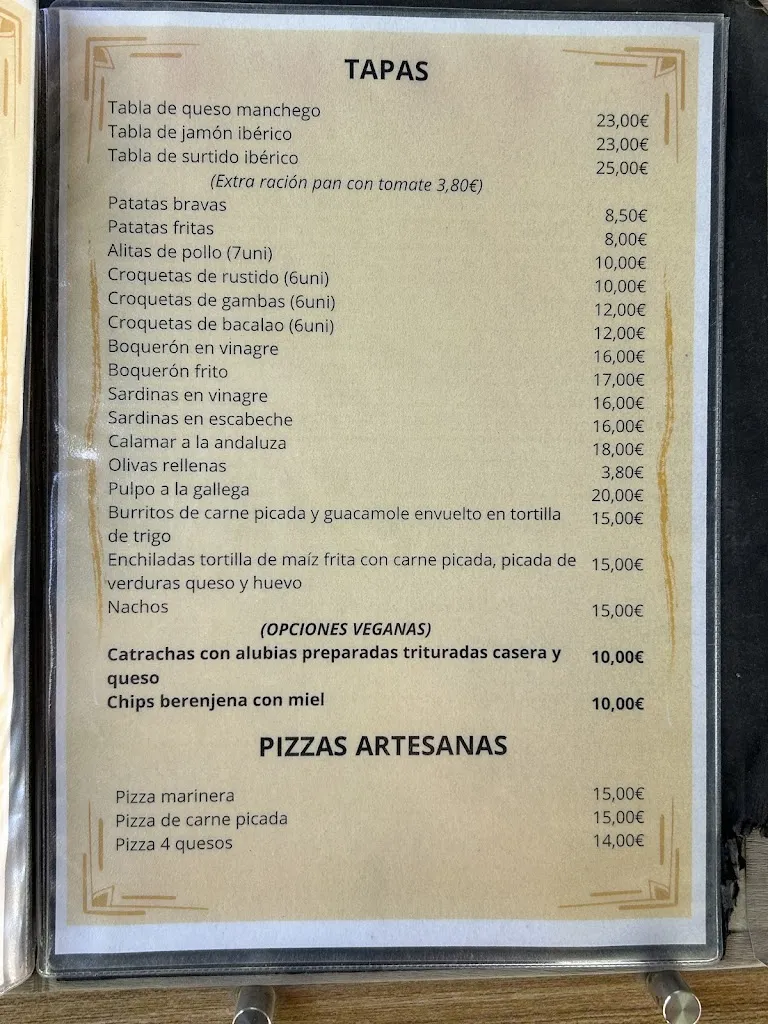 TAPAS
Tabla de queso manchego 23,00€
Tabla de jamón ibérico 23,00€
Tabla de surtido ibérico 25,00€
(Extra ración pan con tomate 3,80€)
Patatas bravas 8,50€
Patatas fritas 8,00€
Alitas de pollo (7uni) 10,00€
Croquetas de rustido (6uni) 10,00€
Croquetas de gambas (6uni) 12,00€
Croquetas de bacalao (6uni) 12,00€
Boquerón en vinagre 16,00€
Boquerón frito 17,00€
Sardinas en vinagre 16,00€
Sardinas en escabeche 16,00€
Calamar a la andaluza 18,00€
Olivas rellenas 3,80€
Pulpo a la gallega 20,00€
Burritos de carne picada y guacamole envuelto en tortilla 15,00€
de trigo
Enchiladas tortilla de maíz frita con carne picada, picada de 15,00€
verduras queso y huevo
Nachos 15,00€
(OPCIONES VEGANAS)
Catrachas con alubias preparadas trituradas casera y 10,00€
queso
Chips berenjena con miel 10,00€
PIZZAS ARTESANAS
Pizza marinera 15,00€
Pizza de carne picada 15,00€
Pizza 4 quesos 14,00€